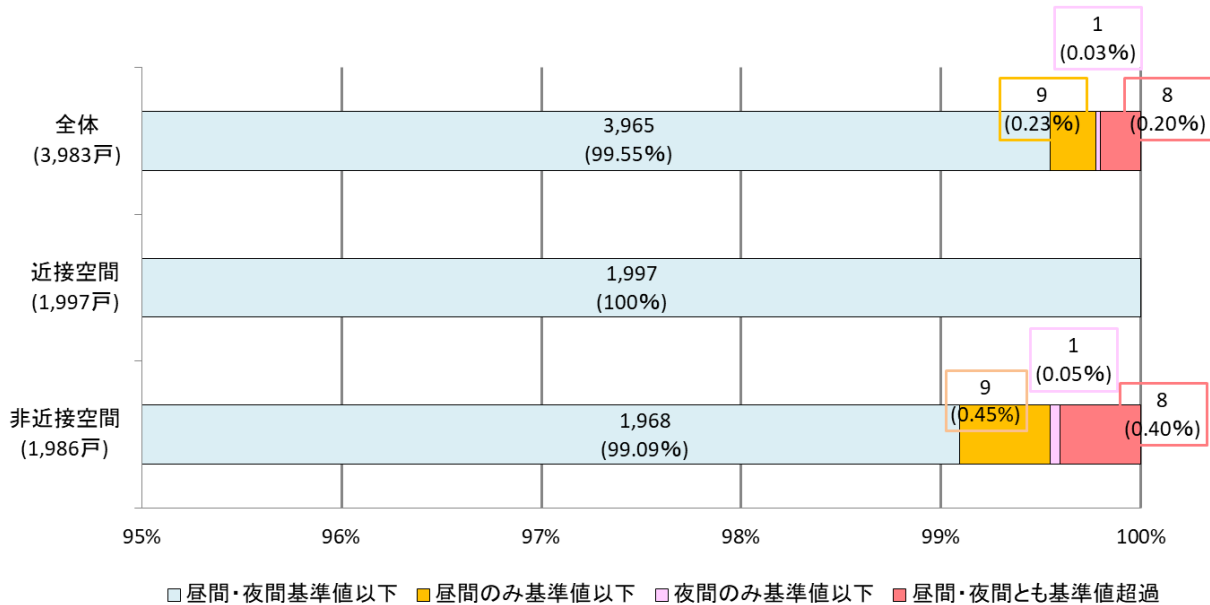 1
(0.03%)
9
(0.23%)
8
(0.20%)
全体
(3,983戸)
3,965
(99.55%)
近接空間
(1,997戸)
1,997
(100%)
1
(0.05%)
9
(0.45%)
8
(0.40%)
非近接空間
(1,986戸)
1,968
(99.09%)
95%
96%
97%
98%
99%
100%
昼間・夜間基準値以下
昼間のみ基準値以下
夜間のみ基準値以下
昼間・夜間とも基準値超過